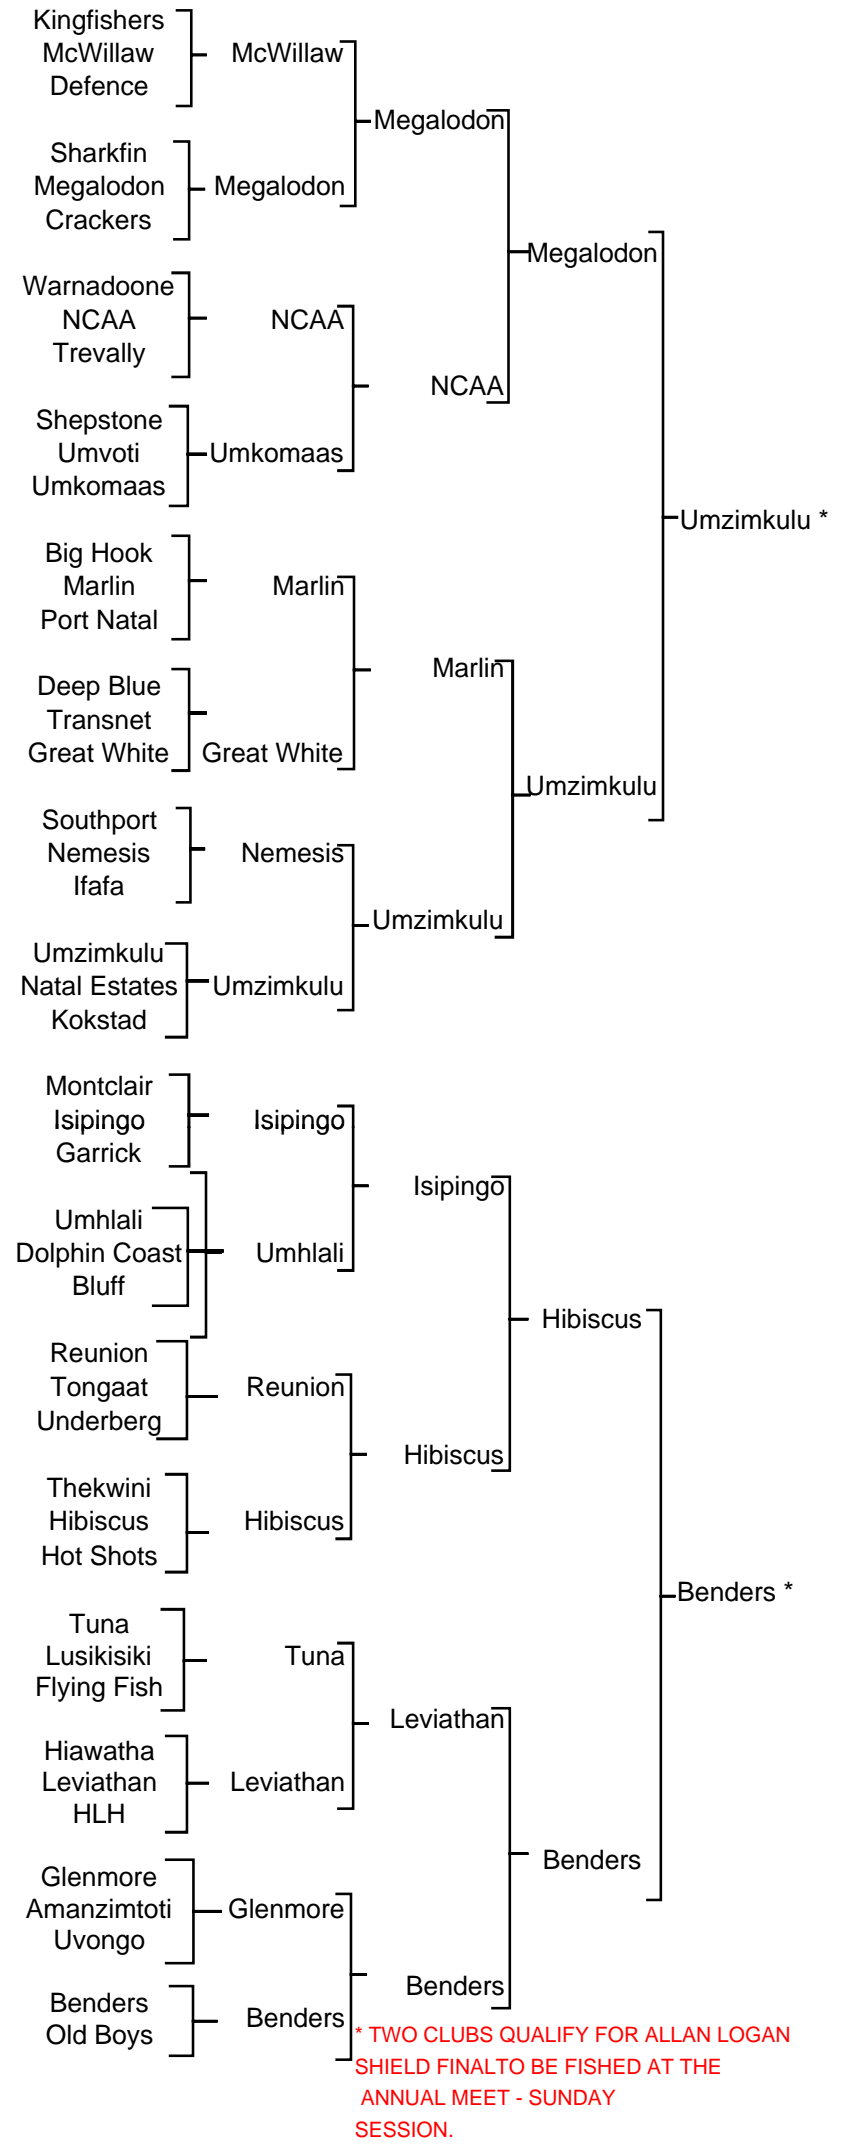 Kingfishers
McWillaw
Defence
McWillaw
Megalodon
Sharkfin
Megalodon
Crackers
Megalodon
Megalodon
Warnadoone
NCAA
Trevally
NCAA
NCAA
Shepstone
Umvoti
Umkomaas
Umkomaas
Umzimkulu *
Big Hook
Marlin
Port Natal
Marlin
Marlin
Deep Blue
Transnet
Great White
Great White
Umzimkulu
Southport
Nemesis
Ifafa
Nemesis
Umzimkulu
Umzimkulu
Natal Estates
Kokstad
Umzimkulu
Montclair
Isipingo
Garrick
Isipingo
Isipingo
Umhlali
Dolphin Coast
Bluff
Umhlali
Hibiscus
Reunion
Tongaat
Underberg
Reunion
Hibiscus
Thekwini
Hibiscus
Hot Shots
Hibiscus
Benders *
Tuna
Lusikisiki
Flying Fish
Tuna
Leviathan
Hiawatha
Leviathan
HLH
Leviathan
Benders
Glenmore
Amanzimtoti
Uvongo
Glenmore
Benders
Benders
Old Boys
Benders
* TWO CLUBS QUALIFY FOR ALLAN LOGAN
SHIELD FINALTO BE FISHED AT THE
ANNUAL MEET - SUNDAY
SESSION.